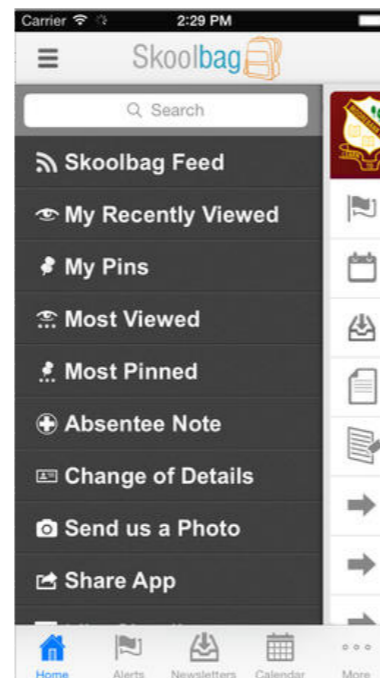 Carrier 2:29 PM
Skoolbag
Search
Skoolbag Feed
My Recently Viewed
My Pins
Most Viewed
Most Pinned
Absentee Note
Change of Details
Send us a Photo
Share App
Home Alerts Newsletters Calendar More